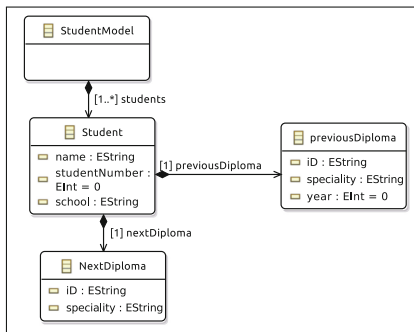 StudentModel
[1..*] students
Student
name : EString
studentNumber :
EInt = 0
school : EString
[1] previousDiploma
previousDiploma
iD : EString
speciality : EString
year : EInt = 0
[1] nextDiploma
NextDiploma
iD : EString
speciality : EString